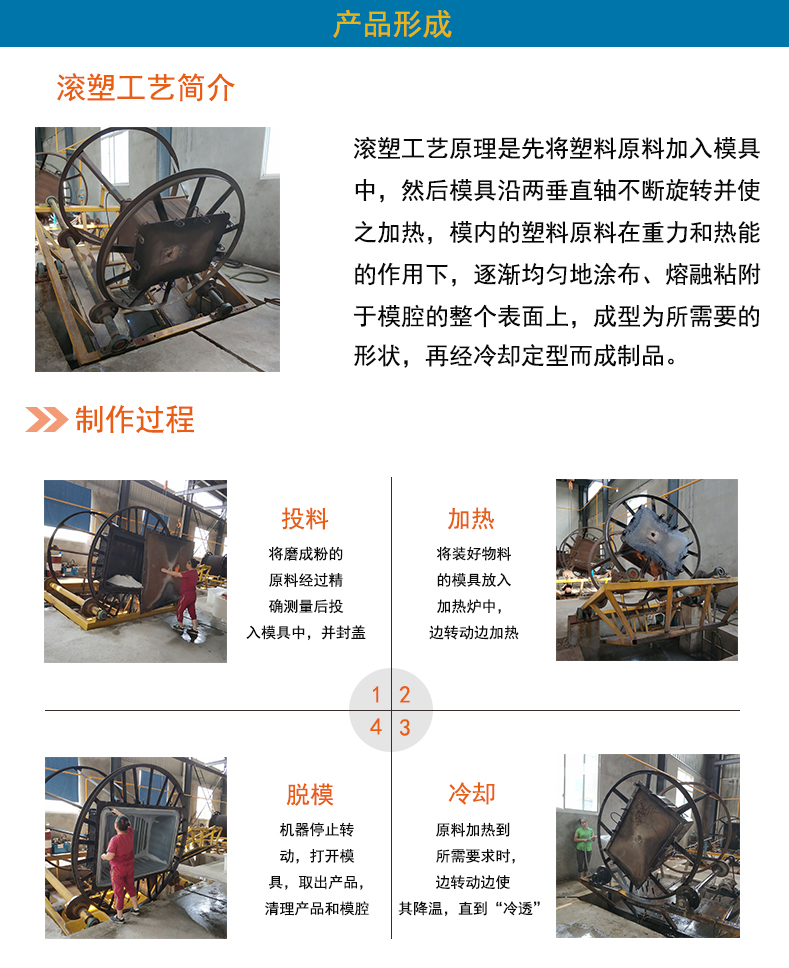 产品形成
滚塑工艺简介
滚塑工艺原理是先将塑料原料加入模具
中，然后模具沿两垂直轴不断旋转并使
之加热，模内的塑料原料在重力和热能
的作用下，逐渐均匀地涂布、熔融粘附
于模腔的整个表面上，成型为所需要的
形状，再经冷却定型而成制品。
制作过程
投料
将磨成粉的
原料经过精
确测量后投
入模具中，并封盖
加热
将装好物料
的模具放入
加热炉中，
边转动边加热
1 2
4 3
冷却
原料加热到
所需要求时，
边转动边使
其降温，直到“冷透”
脱模
机器停止转
动，打开模
具，取出产品，
清理产品和模腔